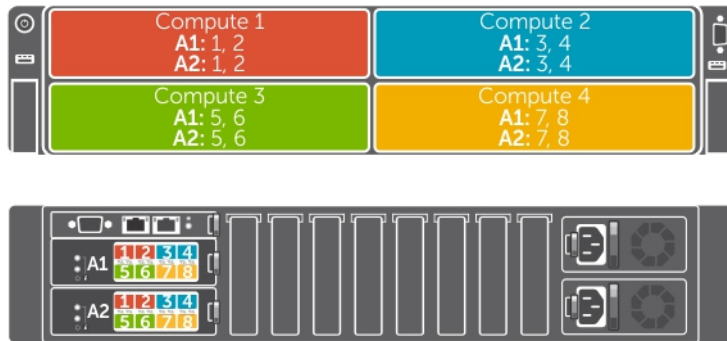 Compute 1
A1: 1, 2
A2: 1, 2
Compute 2
A1: 3, 4
A2: 3, 4
Compute 3
A1: 5, 6
A2: 5, 6
Compute 4
A1: 7, 8
A2: 7, 8
A1
1 2 3 4
5 6 7 8
A2
1 2 3 4
5 6 7 8